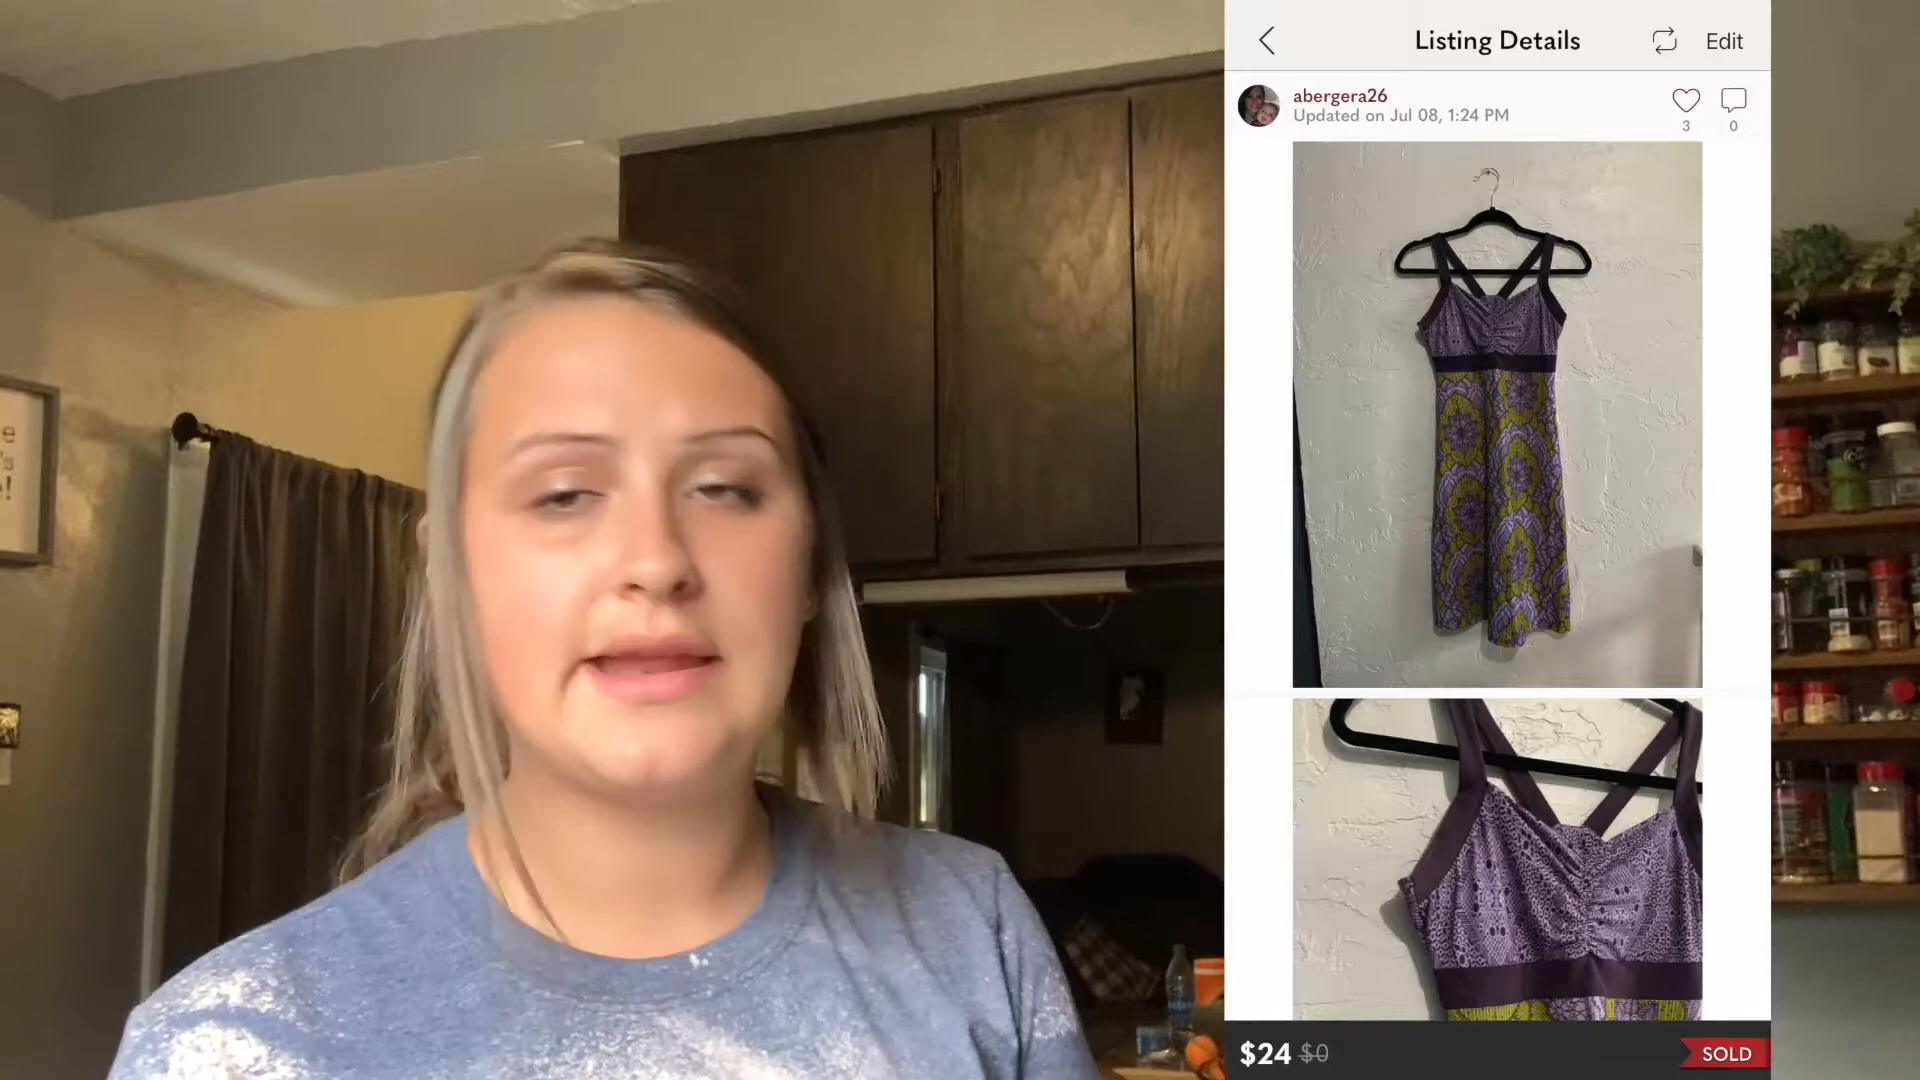 e
's
!
Listing Details
Edit
abergera26
Updated on Jul 08, 1:24 PM
3
0
$24 $0
SOLD